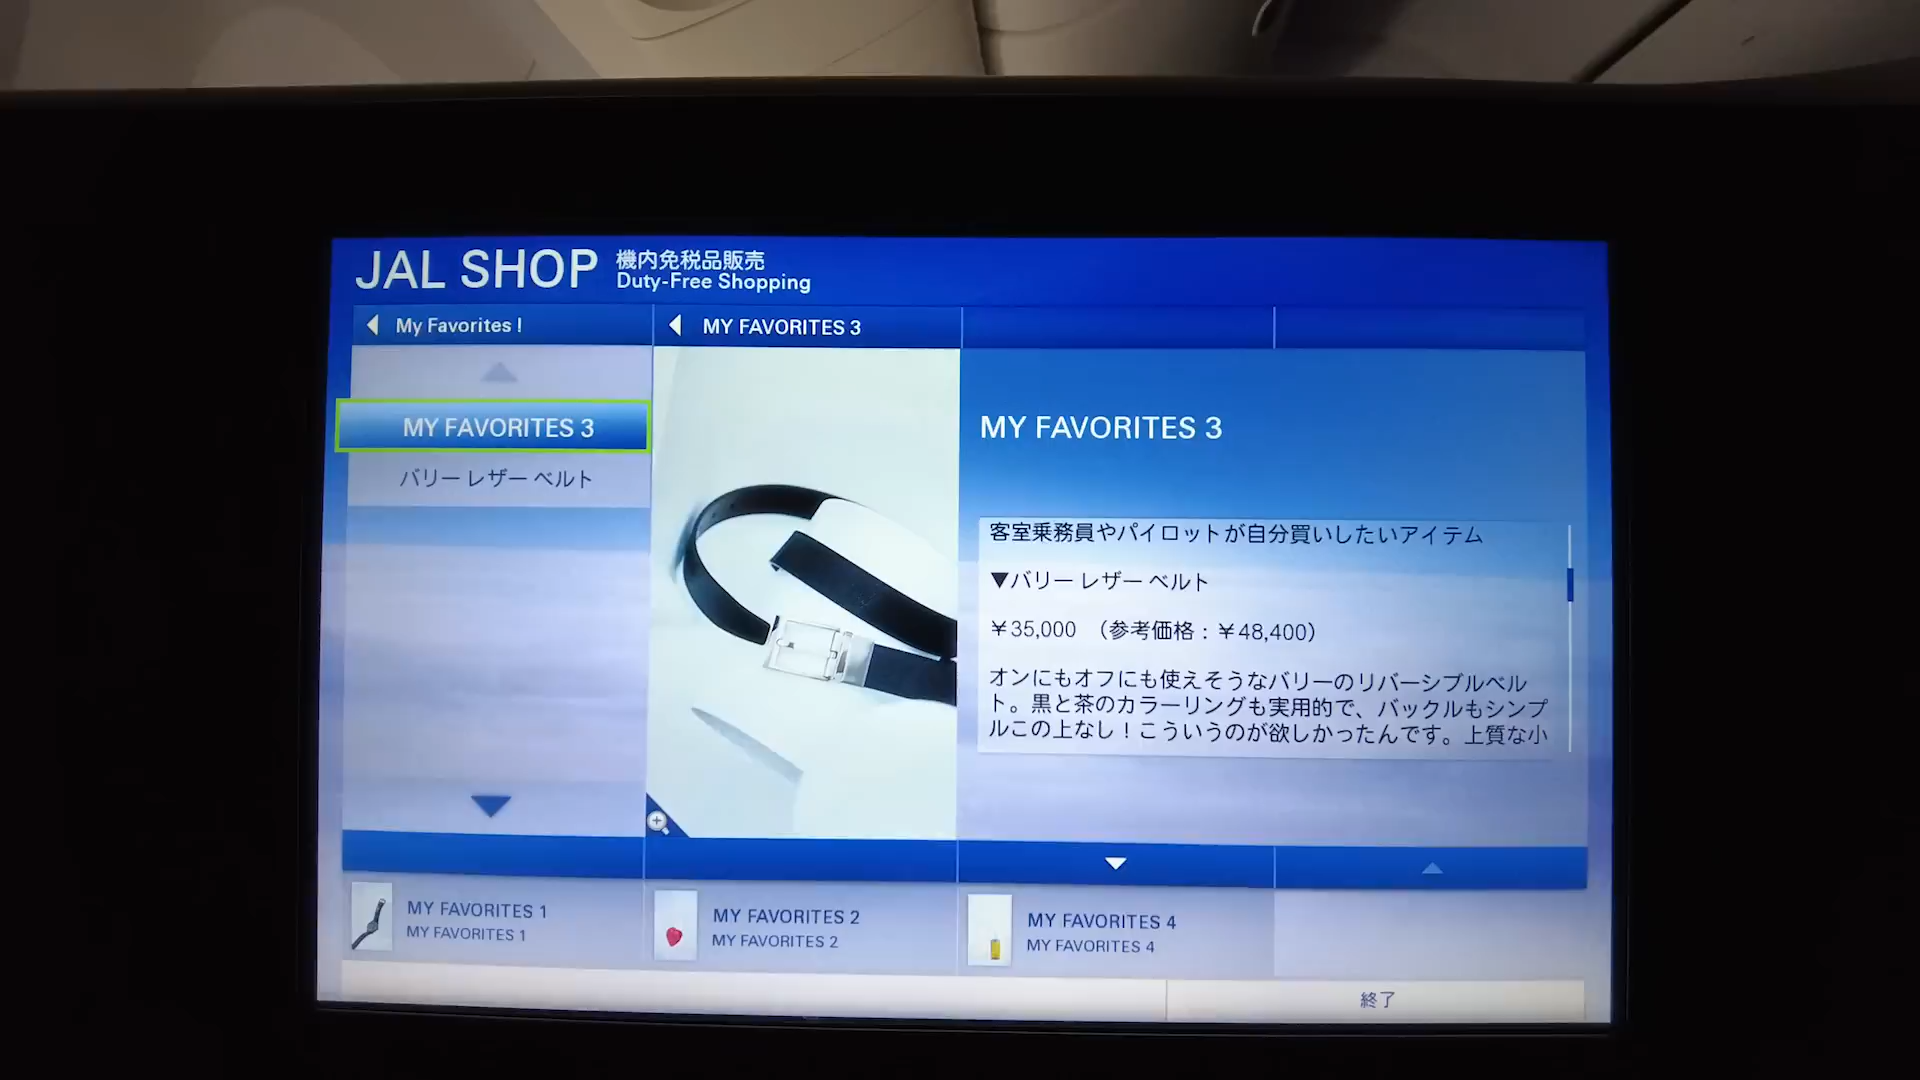 JAL SHOP
機内免税品販売
Duty-Free Shopping
My Favorites !
MY FAVORITES 3
MY FAVORITES 3
バリー レザー ベルト
MY FAVORITES 3
客室乗務員やパイロットが自分買いしたいアイテム
▼バリー レザー ベルト
￥35,000 （参考価格：￥48,400）
オンにもオフにも使えそうなバリーのリバーシブルベル
ト。黒と茶のカラーリングも実用的で、バックルもシンプ
ルこの上なし！こういうのが欲しかったんです。上質な小
MY FAVORITES 1
MY FAVORITES 1
MY FAVORITES 2
MY FAVORITES 2
MY FAVORITES 4
MY FAVORITES 4
終了